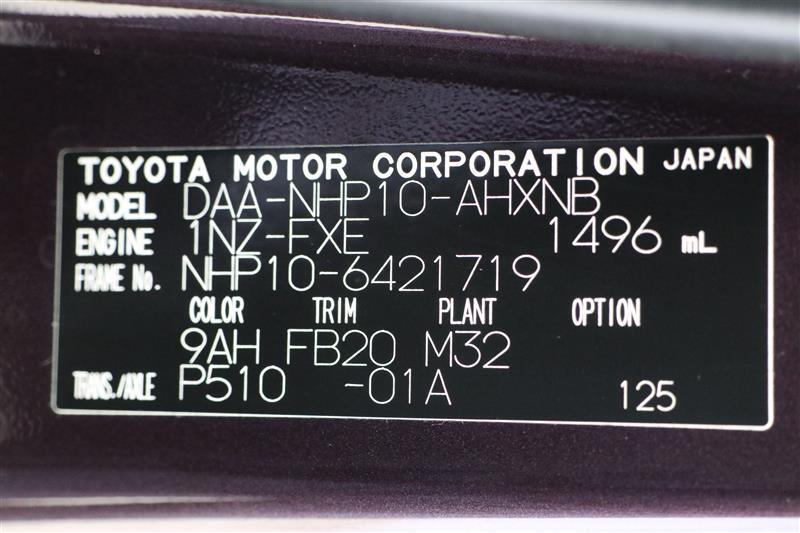 TOYOTA MOTOR CORPORATION JAPAN
MODEL DAA-NHP10-AHXNB
ENGINE 1NZ-FXE 1496 mL
FRAME No. NHP10-6421719
COLOR TRIM PLANT OPTION
9AH FB20 M32
TRANS./AXLE P510 -01A 125